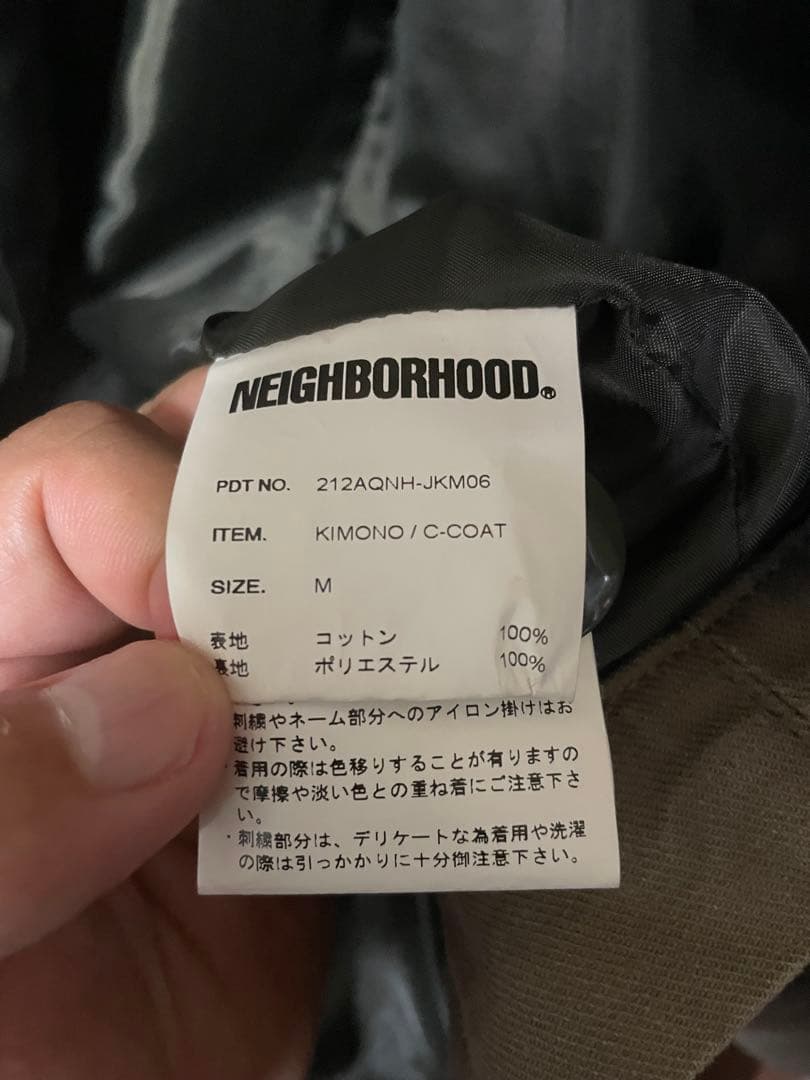 NEIGHBORHOOD®
PDT NO. 212AQNH-JKM06
ITEM. KIMONO / C-COAT
SIZE. M
表地 コットン 100%
裏地 ポリエステル 100%
刺繍やネーム部分へのアイロン掛けはお
避け下さい。
・着用の際は色移りすることが有りますの
で摩擦や淡い色との重ね着にご注意下さ
い。
・刺繍部分は、デリケートな為着用や洗濯
の際は引っかかりに十分御注意下さい。